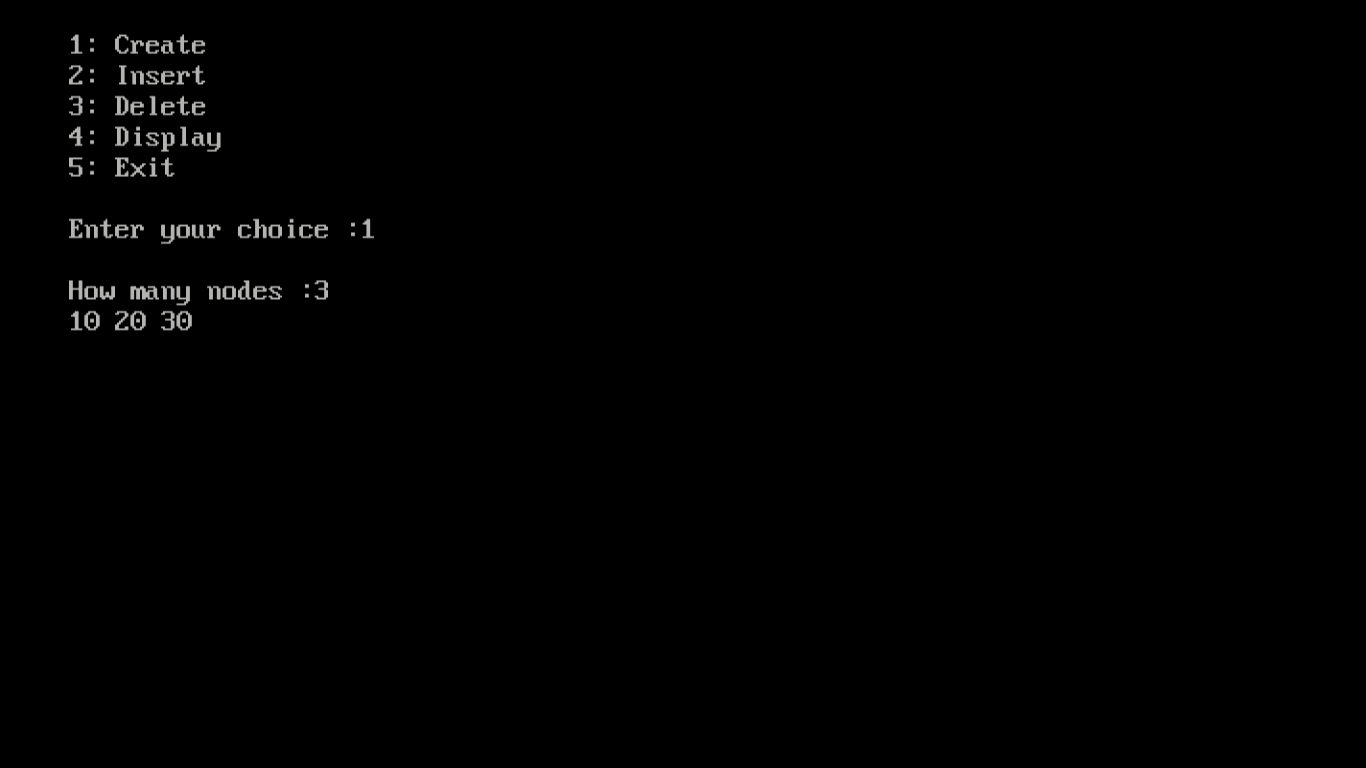 1: Create
2: Insert
3: Delete
4: Display
5: Exit
Enter your choice :1
How many nodes :3
10 20 30